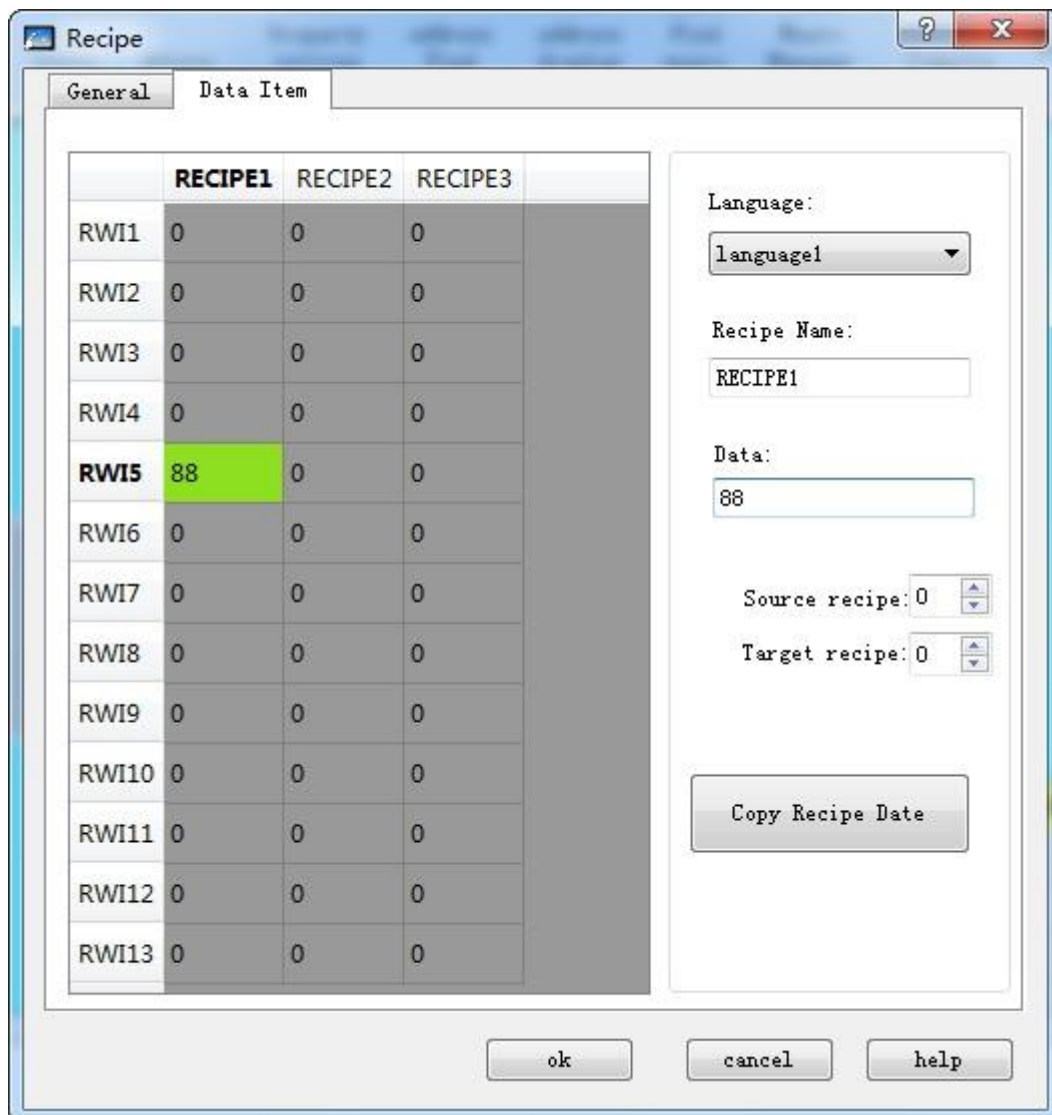 Recipe
General Data Item
RECIPE1 RECIPE2 RECIPE3
RWI1 0 0 0
RWI2 0 0 0
RWI3 0 0 0
RWI4 0 0 0
RWI5 88 0 0
RWI6 0 0 0
RWI7 0 0 0
RWI8 0 0 0
RWI9 0 0 0
RWI10 0 0 0
RWI11 0 0 0
RWI12 0 0 0
RWI13 0 0 0
Language:
language1
Recipe Name:
RECIPE1
Data:
88
Source recipe: 0
Target recipe: 0
Copy Recipe Date
ok cancel help